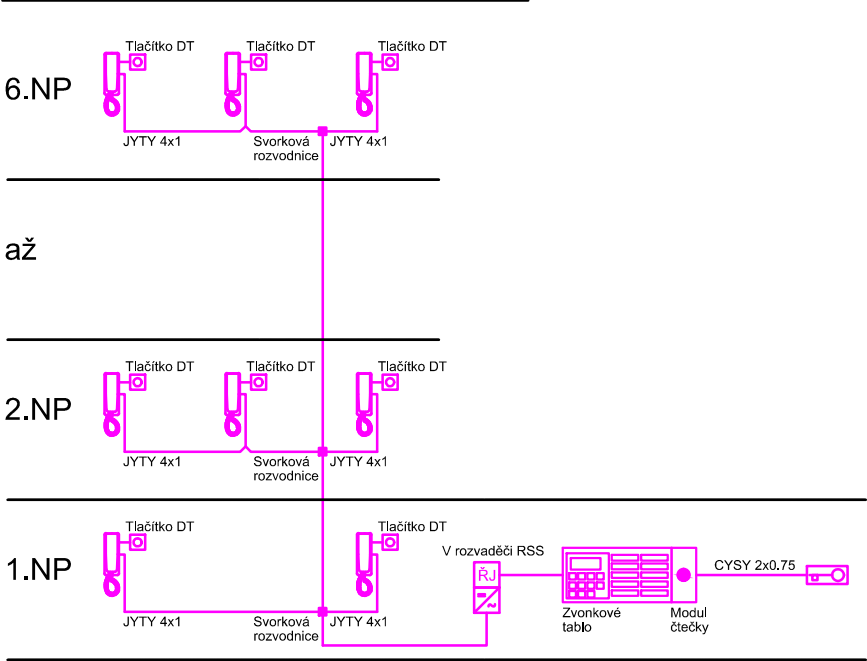 Tlačítko DT
Tlačítko DT
Tlačítko DT
6.NP
JYTY 4x1
Svorková
rozvodnice
JYTY 4x1
až
Tlačítko DT
Tlačítko DT
Tlačítko DT
2.NP
JYTY 4x1
Svorková
rozvodnice
JYTY 4x1
Tlačítko DT
Tlačítko DT
V rozvaděči RSS
1.NP
ŘJ
CYSY 2x0.75
JYTY 4x1
Svorková
rozvodnice
JYTY 4x1
Zvonkové
tablo
Modul
čtečky